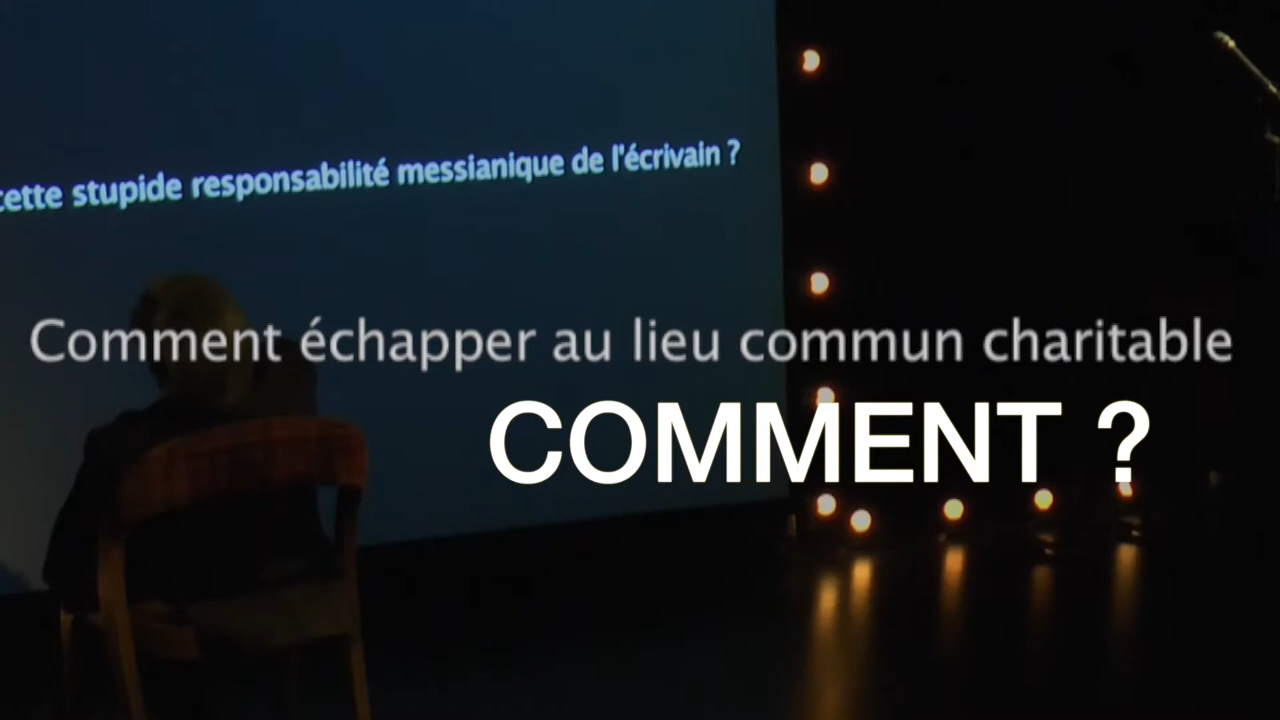 cette stupide responsabilité messianique de l'écrivain ?
Comment échapper au lieu commun charitable
COMMENT ?